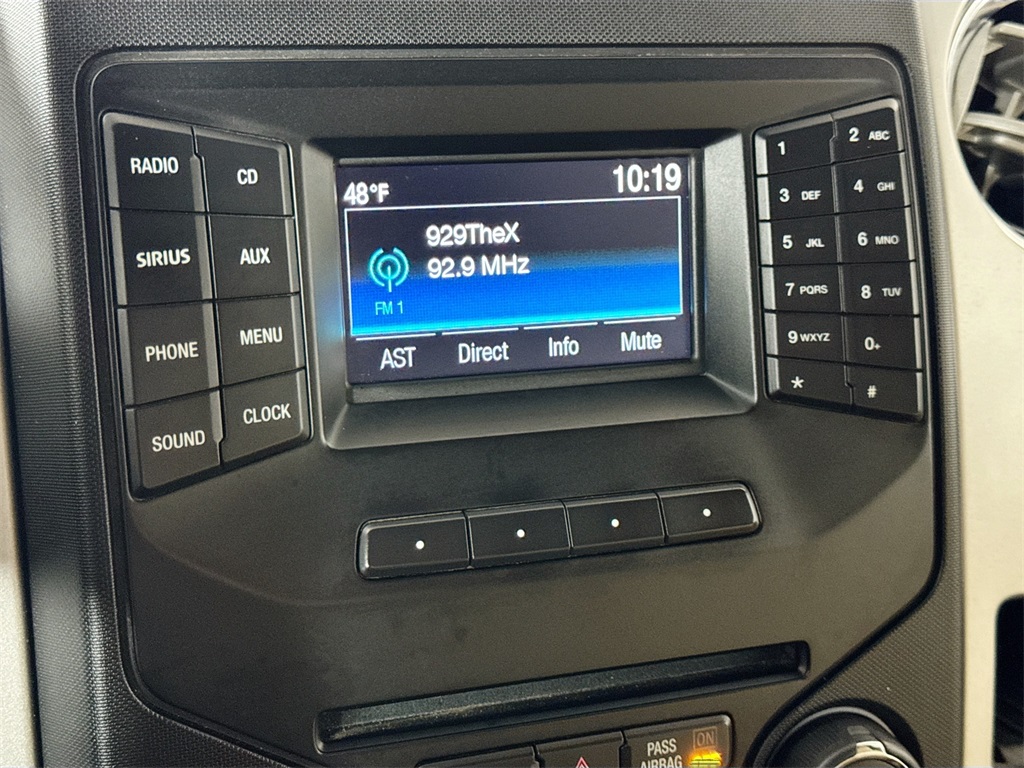 RADIO
CD
SIRIUS
AUX
PHONE
MENU
SOUND
CLOCK
48°F
10:19
929TheX
92.9 MHz
FM 1
AST Direct Info Mute
1
2 ABC
3 DEF
4 GHI
5 JKL
6 MNO
7 PQRS
8 TUV
9 WXYZ
0+
*
#
PASS
AIRBAG
ON